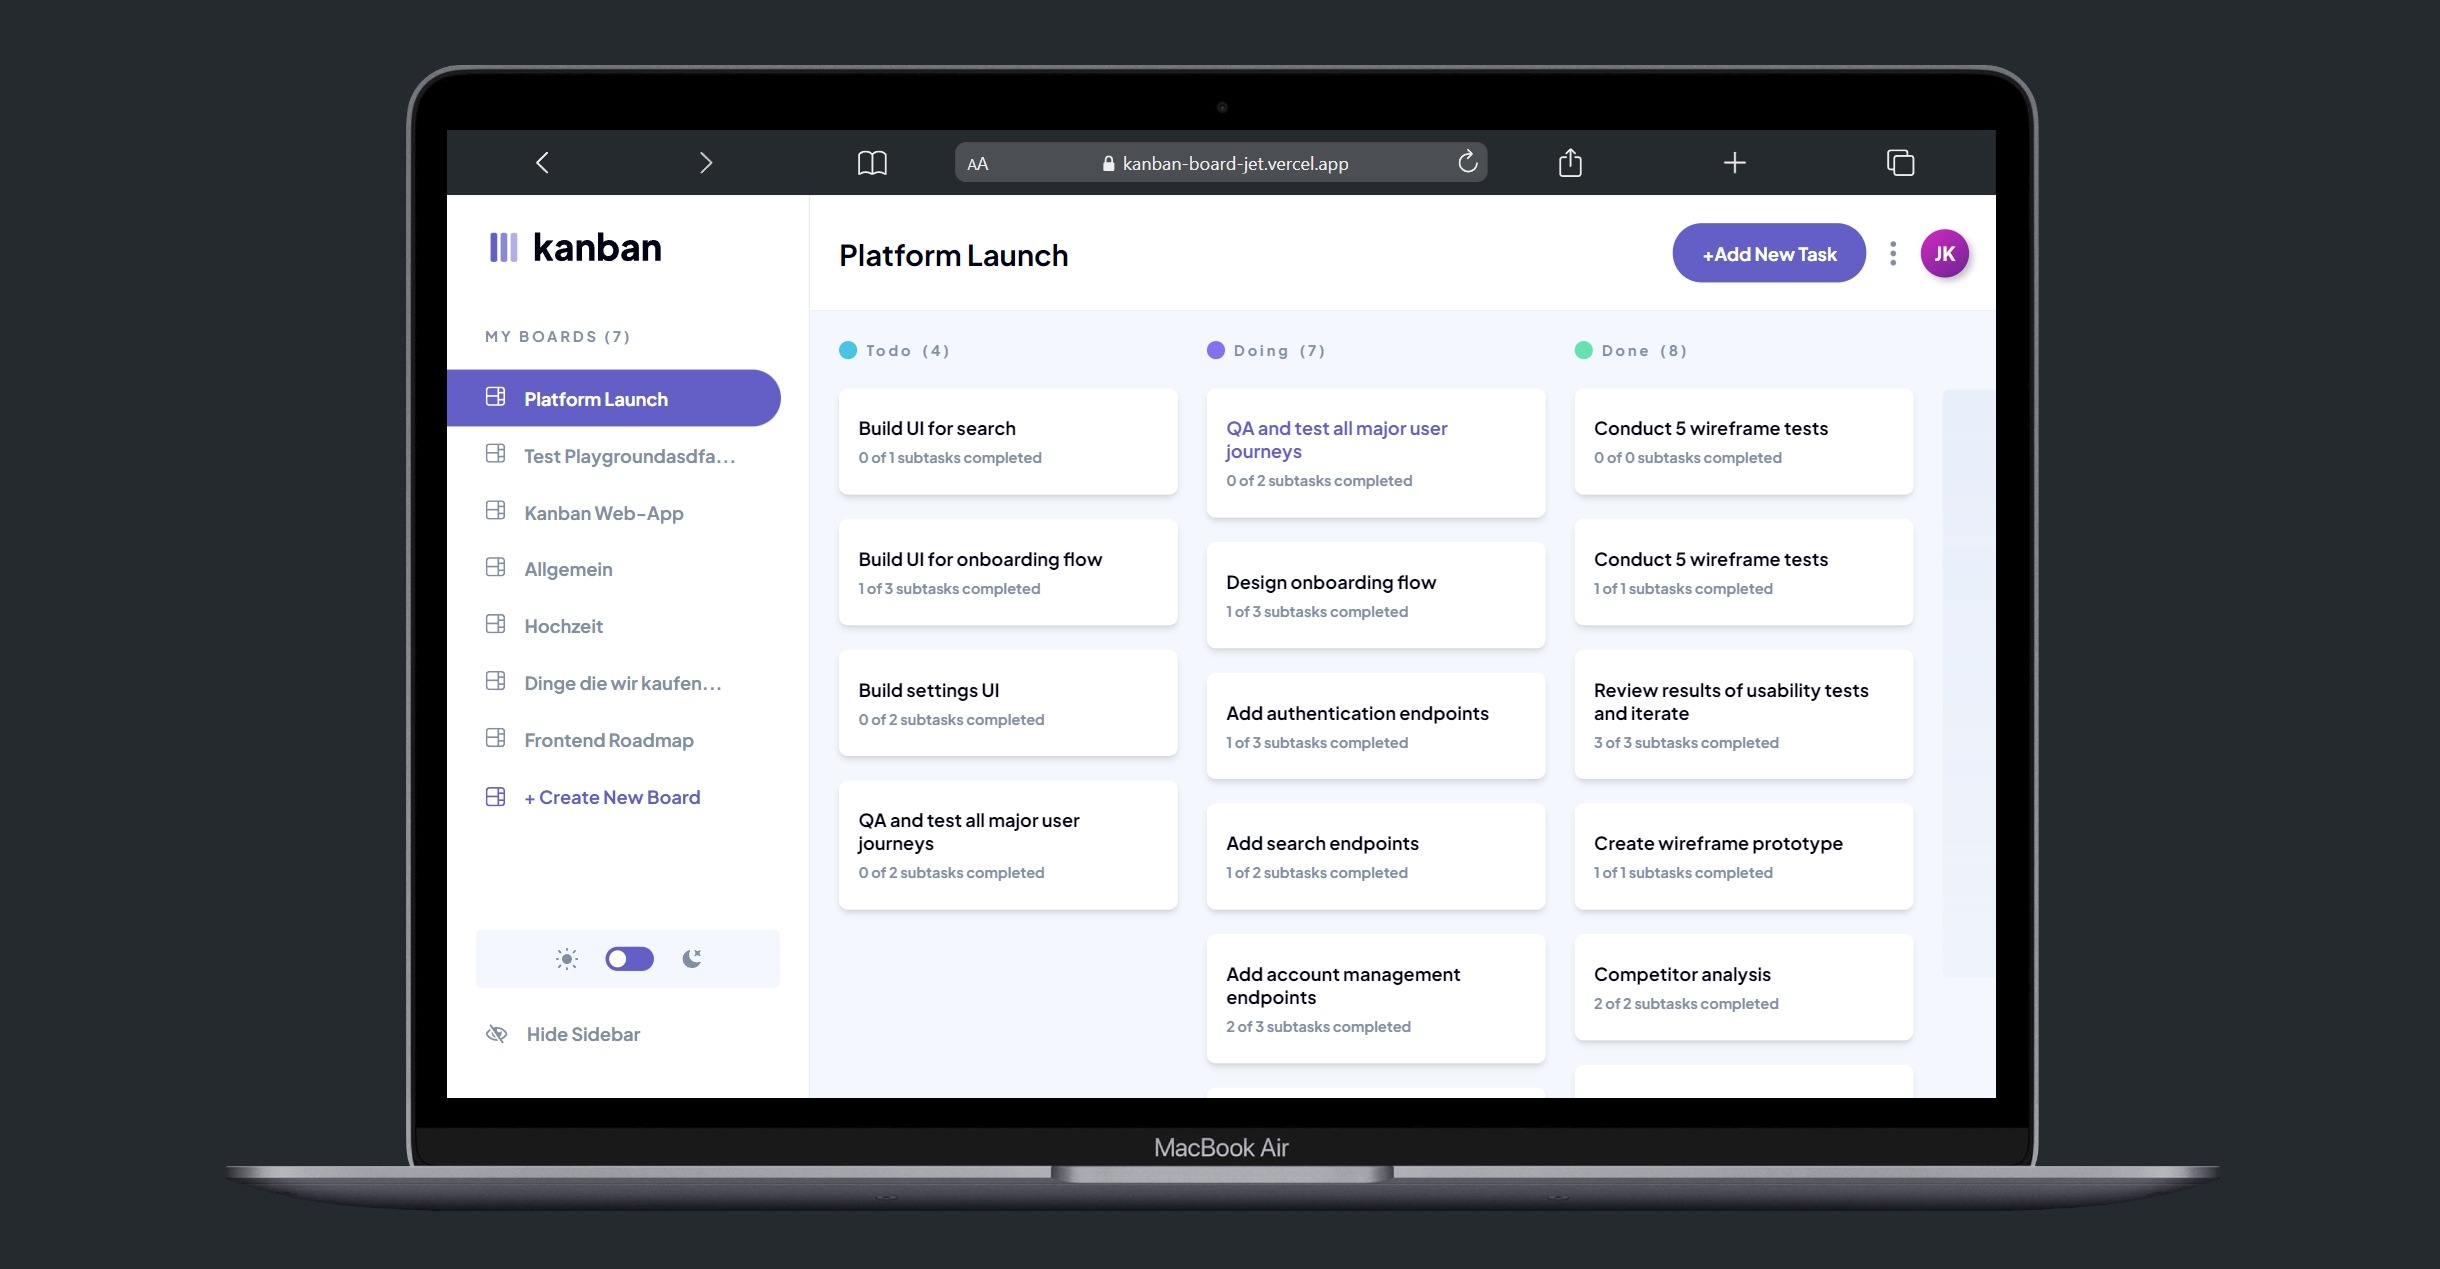 AA
kanban-board-jet.vercel.app
kanban
Platform Launch
+Add New Task
JK
MY BOARDS (7)
Platform Launch
Test Playgroundasdfa...
Kanban Web-App
Allgemein
Hochzeit
Dinge die wir kaufen...
Frontend Roadmap
+ Create New Board
Hide Sidebar
Todo (4)
Build UI for search
0 of 1 subtasks completed
Build UI for onboarding flow
1 of 3 subtasks completed
Build settings UI
0 of 2 subtasks completed
QA and test all major user
journeys
0 of 2 subtasks completed
Doing (7)
QA and test all major user
journeys
0 of 2 subtasks completed
Design onboarding flow
1 of 3 subtasks completed
Add authentication endpoints
1 of 3 subtasks completed
Add search endpoints
1 of 2 subtasks completed
Add account management
endpoints
2 of 3 subtasks completed
Done (8)
Conduct 5 wireframe tests
0 of 0 subtasks completed
Conduct 5 wireframe tests
1 of 1 subtasks completed
Review results of usability tests
and iterate
3 of 3 subtasks completed
Create wireframe prototype
1 of 1 subtasks completed
Competitor analysis
2 of 2 subtasks completed
MacBook Air